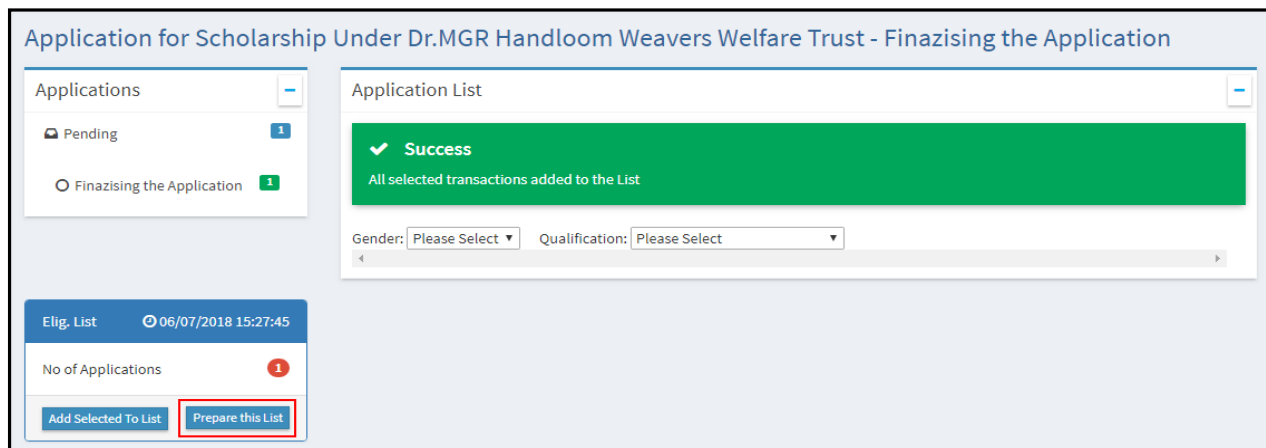 Application for Scholarship Under Dr.MGR Handloom Weavers Welfare Trust - Finazising the Application
Applications
Pending 1
Finazising the Application 1
Application List
Success
All selected transactions added to the List
Gender: Please Select Qualification: Please Select
Elig. List 06/07/2018 15:27:45
No of Applications 1
Add Selected To List Prepare this List